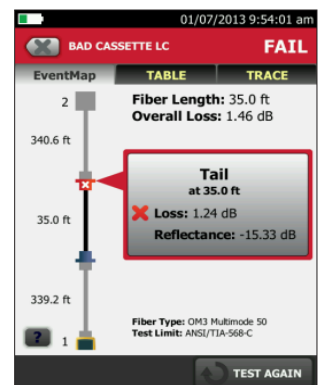 01/07/2013 9:54:01 am
BAD CASSETTE LC FAIL
EventMap TABLE TRACE
2
Fiber Length: 35.0 ft
Overall Loss: 1.46 dB
340.6 ft
Tail
at 35.0 ft
Loss: 1.24 dB
Reflectance: -15.33 dB
35.0 ft
339.2 ft
Fiber Type: OM3 Multimode 50
Test Limit: ANSI/TIA-568-C
? 1
TEST AGAIN